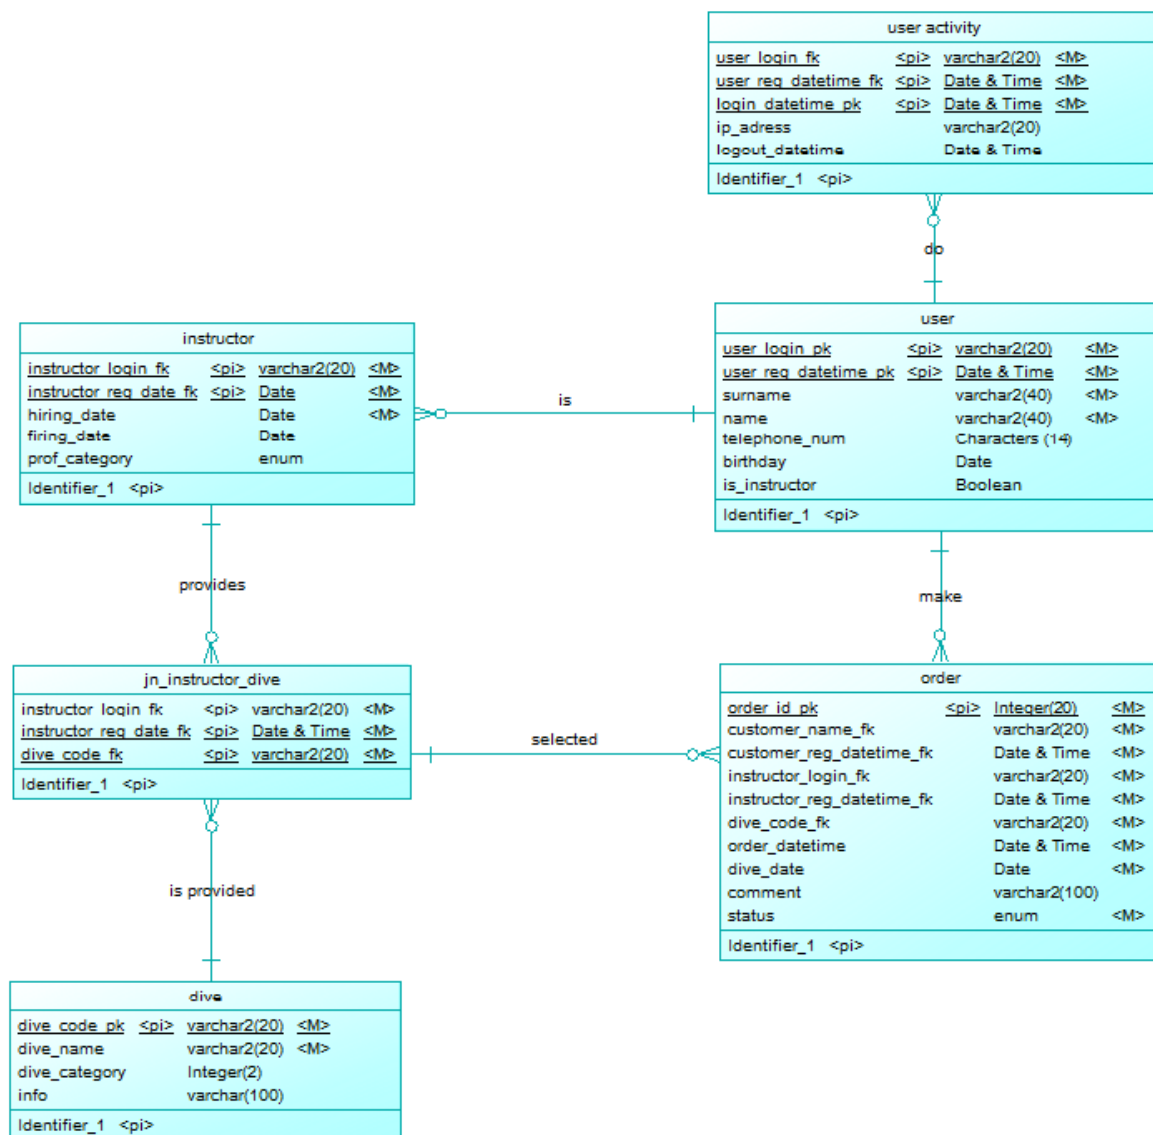 user activity
user_login_fk <pi> varchar2(20) <M>
user_reg_datetime_fk <pi> Date & Time <M>
login_datetime_pk <pi> Date & Time <M>
ip_adress varchar2(20)
logout_datetime Date & Time
Identifier_1 <pi>
do
user
user_login_pk <pi> varchar2(20) <M>
user_reg_datetime_pk <pi> Date & Time <M>
surname varchar2(40) <M>
name varchar2(40) <M>
telephone_num Characters (14)
birthday Date
is_instructor Boolean
Identifier_1 <pi>
is
instructor
instructor_login_fk <pi> varchar2(20) <M>
instructor_reg_date_fk <pi> Date <M>
hiring_date Date <M>
firing_date Date
prof_category enum
Identifier_1 <pi>
provides
make
jn_instructor_dive
instructor_login_fk <pi> varchar2(20) <M>
instructor_reg_date_fk <pi> Date & Time <M>
dive_code_fk <pi> varchar2(20) <M>
Identifier_1 <pi>
selected
order
order_id_pk <pi> Integer(20) <M>
customer_name_fk varchar2(20) <M>
customer_reg_datetime_fk Date & Time <M>
instructor_login_fk varchar2(20) <M>
instructor_reg_datetime_fk Date & Time <M>
dive_code_fk varchar2(20) <M>
order_datetime Date & Time <M>
dive_date Date <M>
comment varchar2(100)
status enum <M>
Identifier_1 <pi>
is provided
dive
dive_code_pk <pi> varchar2(20) <M>
dive_name varchar2(20) <M>
dive_category Integer(2)
info varchar(100)
Identifier_1 <pi>